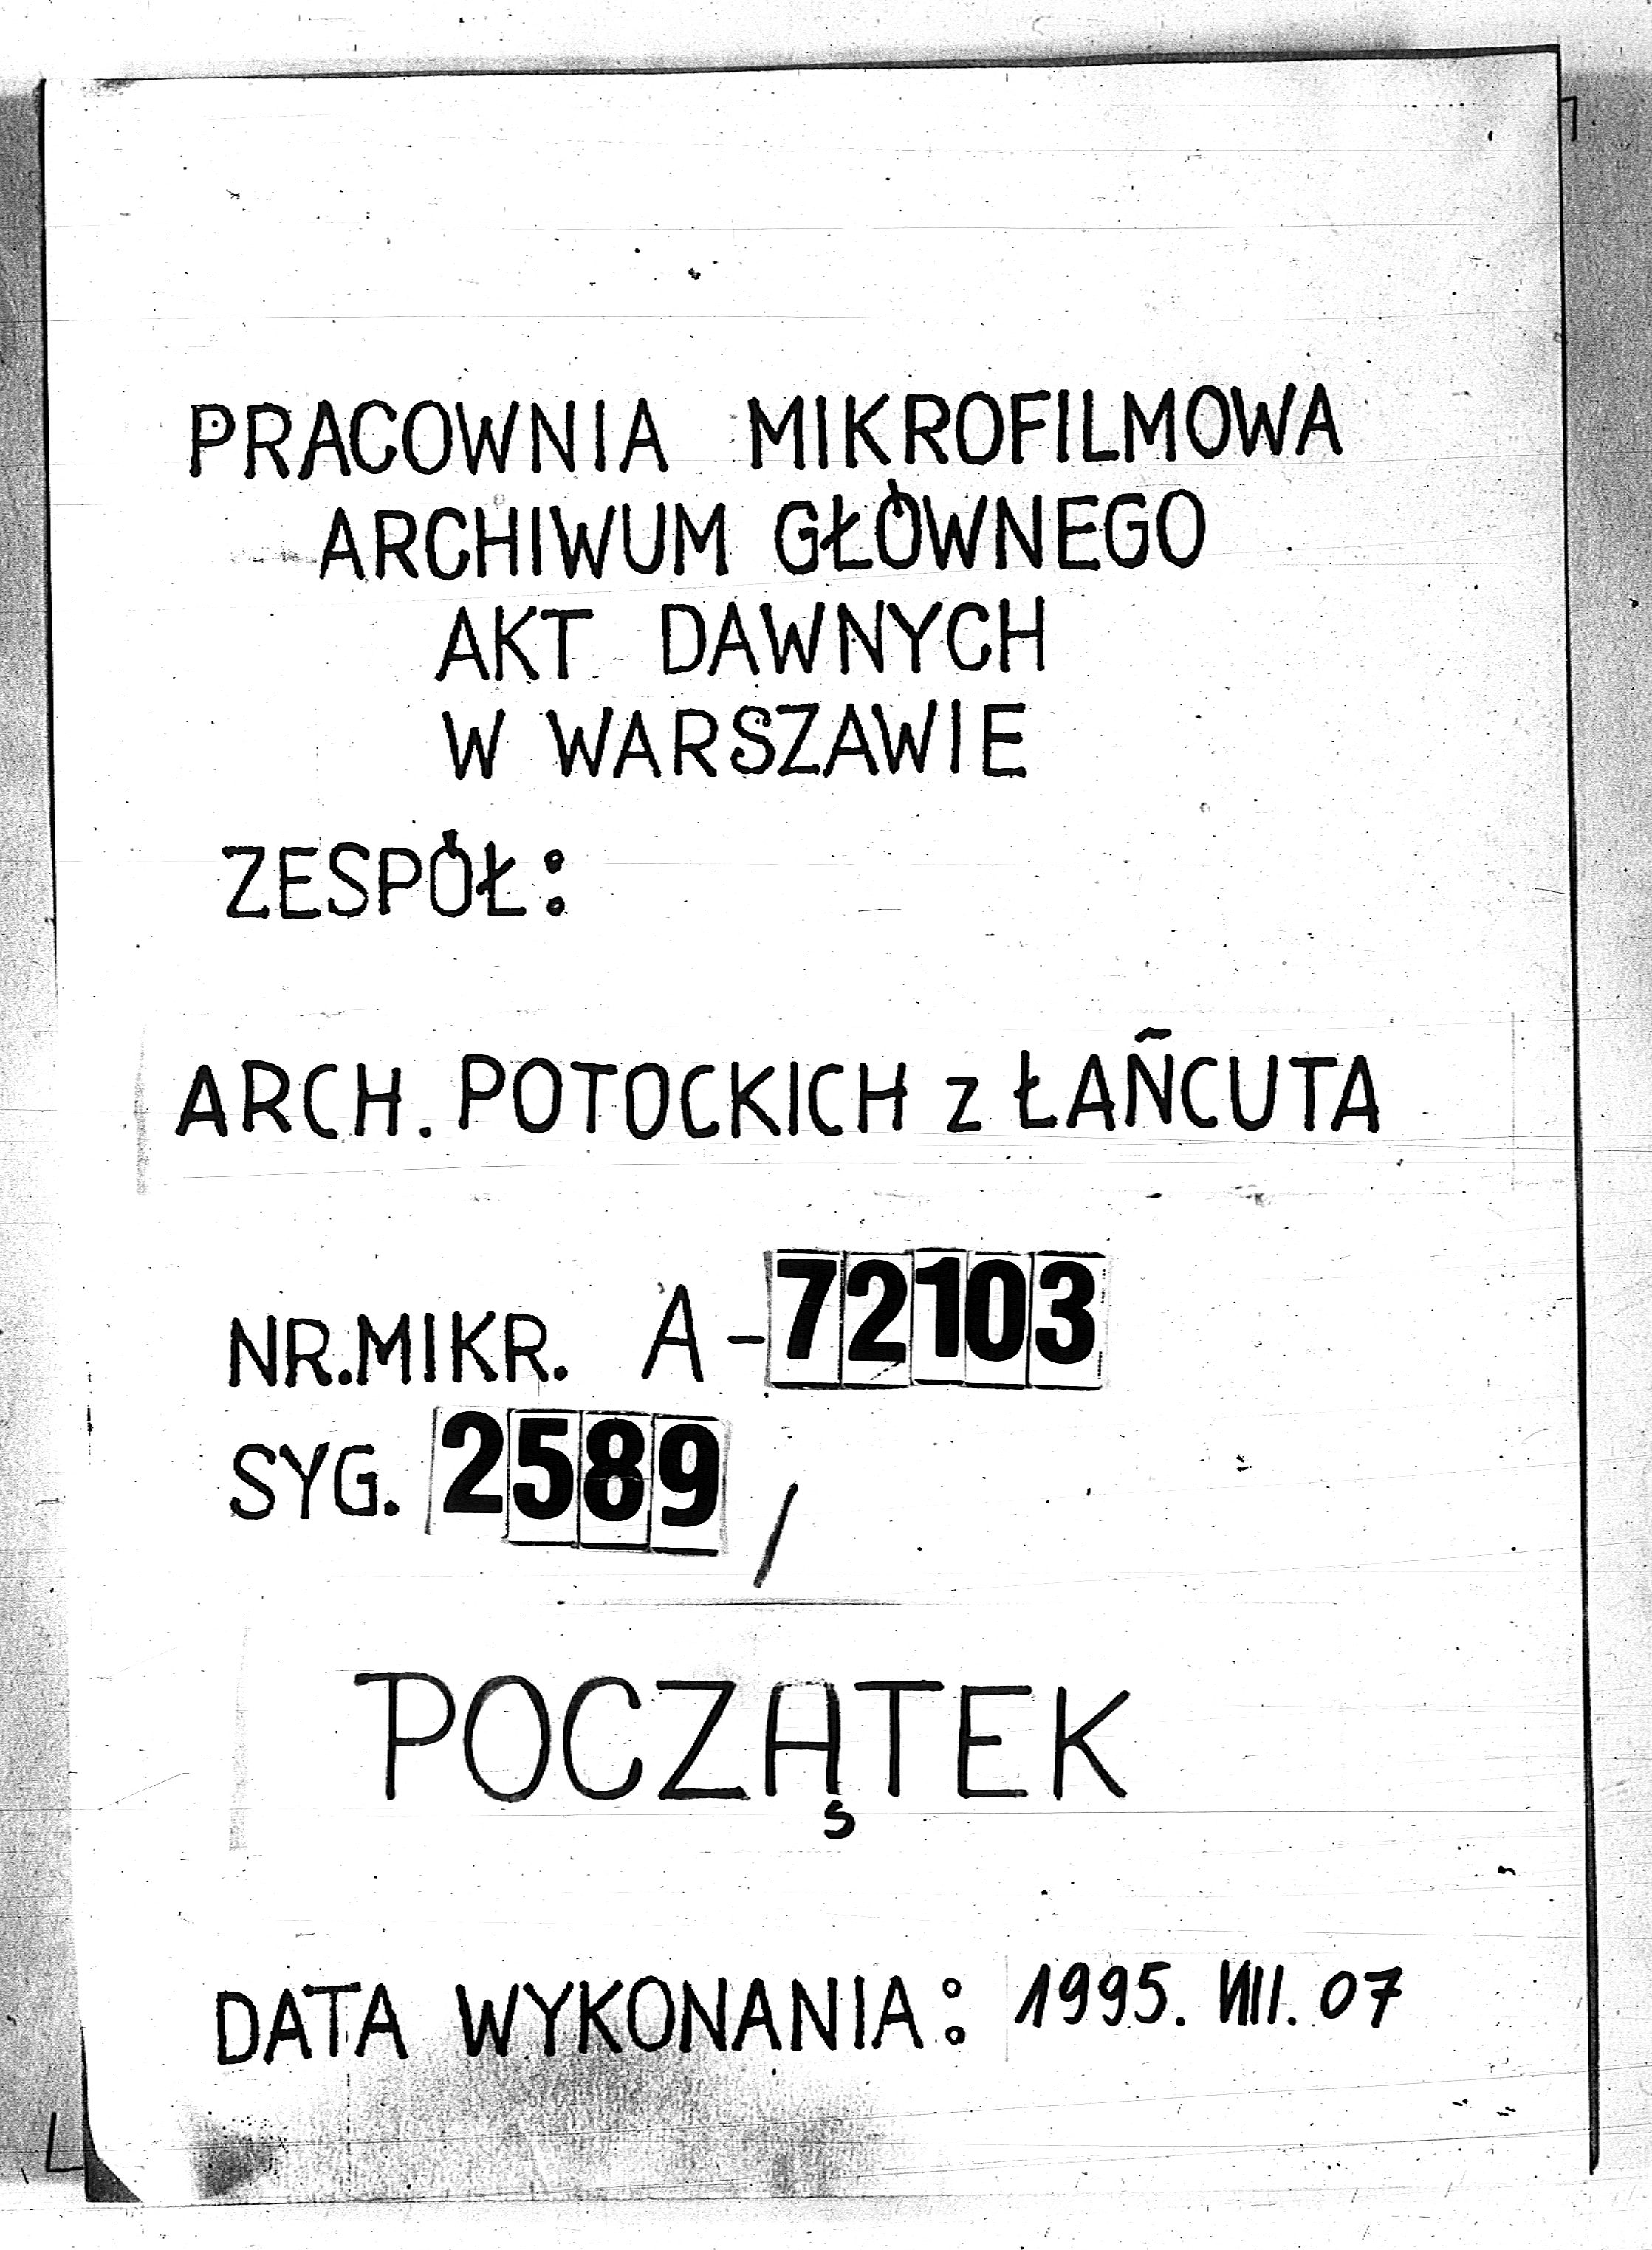 PRACOWNIA MIKROFILMOWA
ARCHIWUM GŁÓWNEGO
AKT DAWNYCH
W WARSZAWIE
ZESPÓŁ:
ARCH. POTOCKICH z ŁAŃCUTA
NR.MIKR. A-72103
SYG. 2589/
POCZĄTEK
DATA WYKONANIA: 1995. VIII. 07